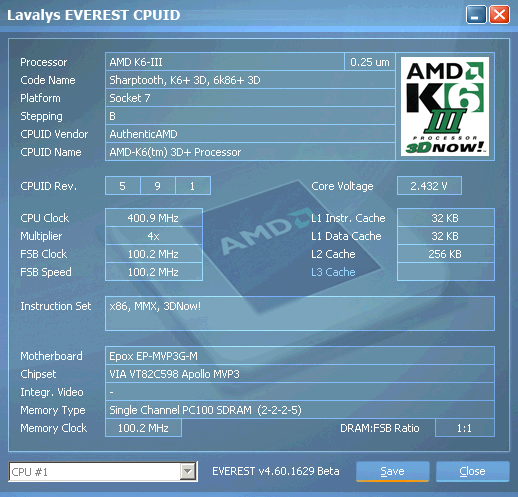 Lavalys EVEREST CPUID
Processor AMD K6-III 0.25 um
Code Name Sharptooth, K6+ 3D, 6k86+ 3D
Platform Socket 7
Stepping B
CPUID Vendor AuthenticAMD
CPUID Name AMD-K6(tm) 3D+ Processor
AMD
K6
III
PROCESSOR
3DNOW!
CPUID Rev. 5 9 1 Core Voltage 2.432 V
CPU Clock 400.9 MHz L1 Instr. Cache 32 KB
Multiplier 4x L1 Data Cache 32 KB
FSB Clock 100.2 MHz L2 Cache 256 KB
FSB Speed 100.2 MHz L3 Cache
AMD
Instruction Set x86, MMX, 3DNow!
Motherboard Epox EP-MVP3G-M
Chipset VIA VT82C598 Apollo MVP3
Integr. Video -
Memory Type Single Channel PC100 SDRAM (2-2-2-5)
Memory Clock 100.2 MHz DRAM:FSB Ratio 1:1
CPU #1 EVEREST v4.60.1629 Beta Save Close